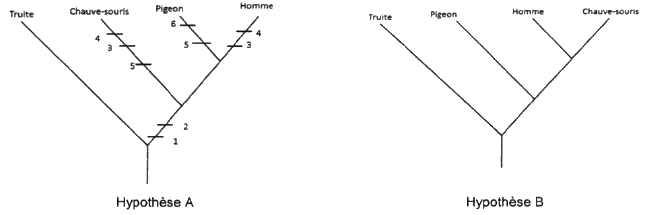 Truite
Chauve-souris
Pigeon
Homme
4
3
5
6
5
4
3
2
1
Hypothèse A
Truite
Pigeon
Homme
Chauve-souris
Hypothèse B